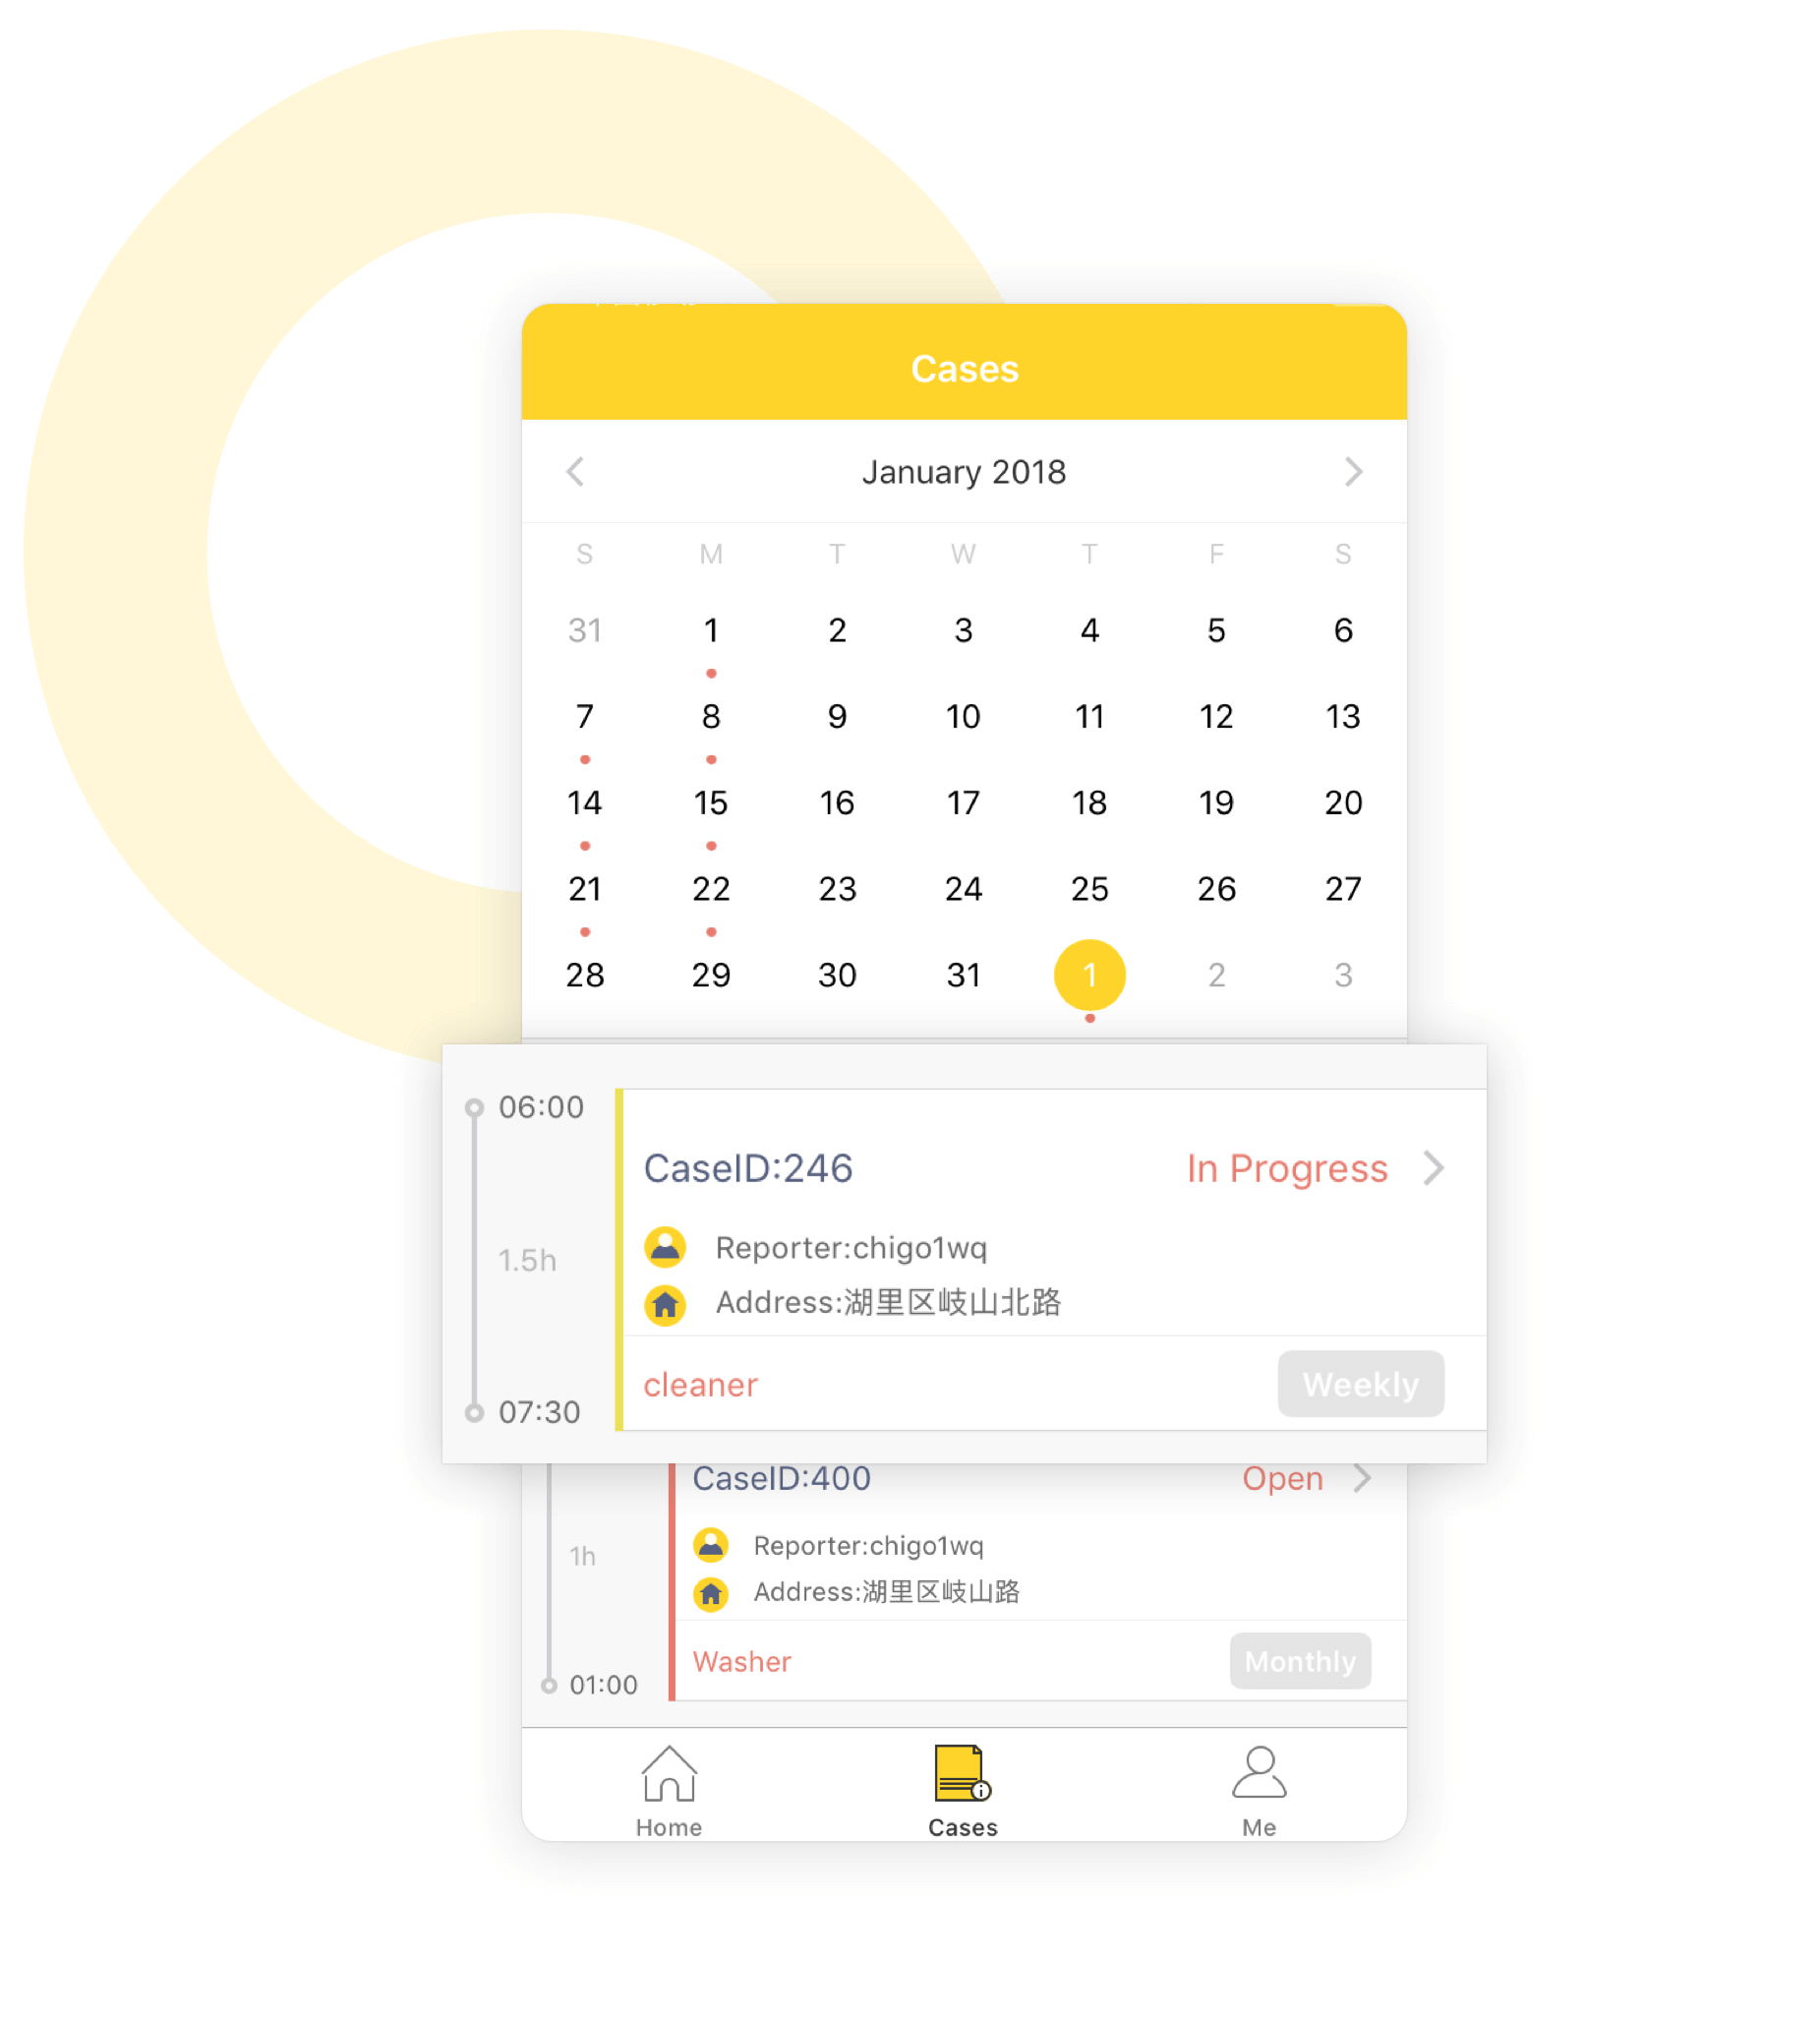 Cases
January 2018
S M T W T F S
31 1 2 3 4 5 6
7 8 9 10 11 12 13
14 15 16 17 18 19 20
21 22 23 24 25 26 27
28 29 30 31 1 2 3
06:00
CaseID:246 In Progress
Reporter:chigo1wq
1.5h
Address:湖里区岐山北路
cleaner Weekly
07:30
CaseID:400 Open
Reporter:chigo1wq
1h
Address:湖里区岐山路
Washer Monthly
01:00
Home Cases Me